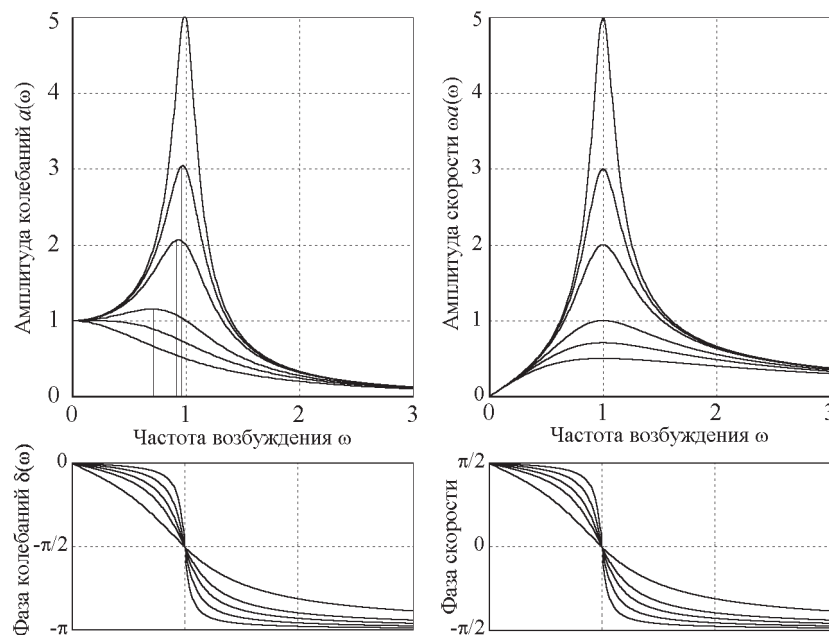 5
4
3
2
1
0
0
1
2
3
Амплитуда колебаний a(ω)
Частота возбуждения ω
5
4
3
2
1
0
0
1
2
3
Амплитуда скорости ωa(ω)
Частота возбуждения ω
0
-π/2
-π
Фаза колебаний δ(ω)
π/2
0
-π/2
Фаза скорости